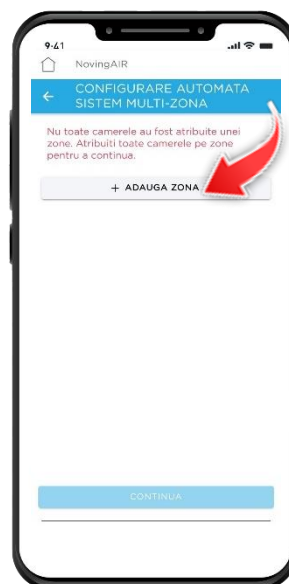 9:41
NovingAIR
CONFIGURARE AUTOMATA
SISTEM MULTI-ZONA
Nu toate camerele au fost atribuite unei
zone. Atribuiti toate camerele pe zone
pentru a continua.
+ ADAUGA ZONA
CONTINUA